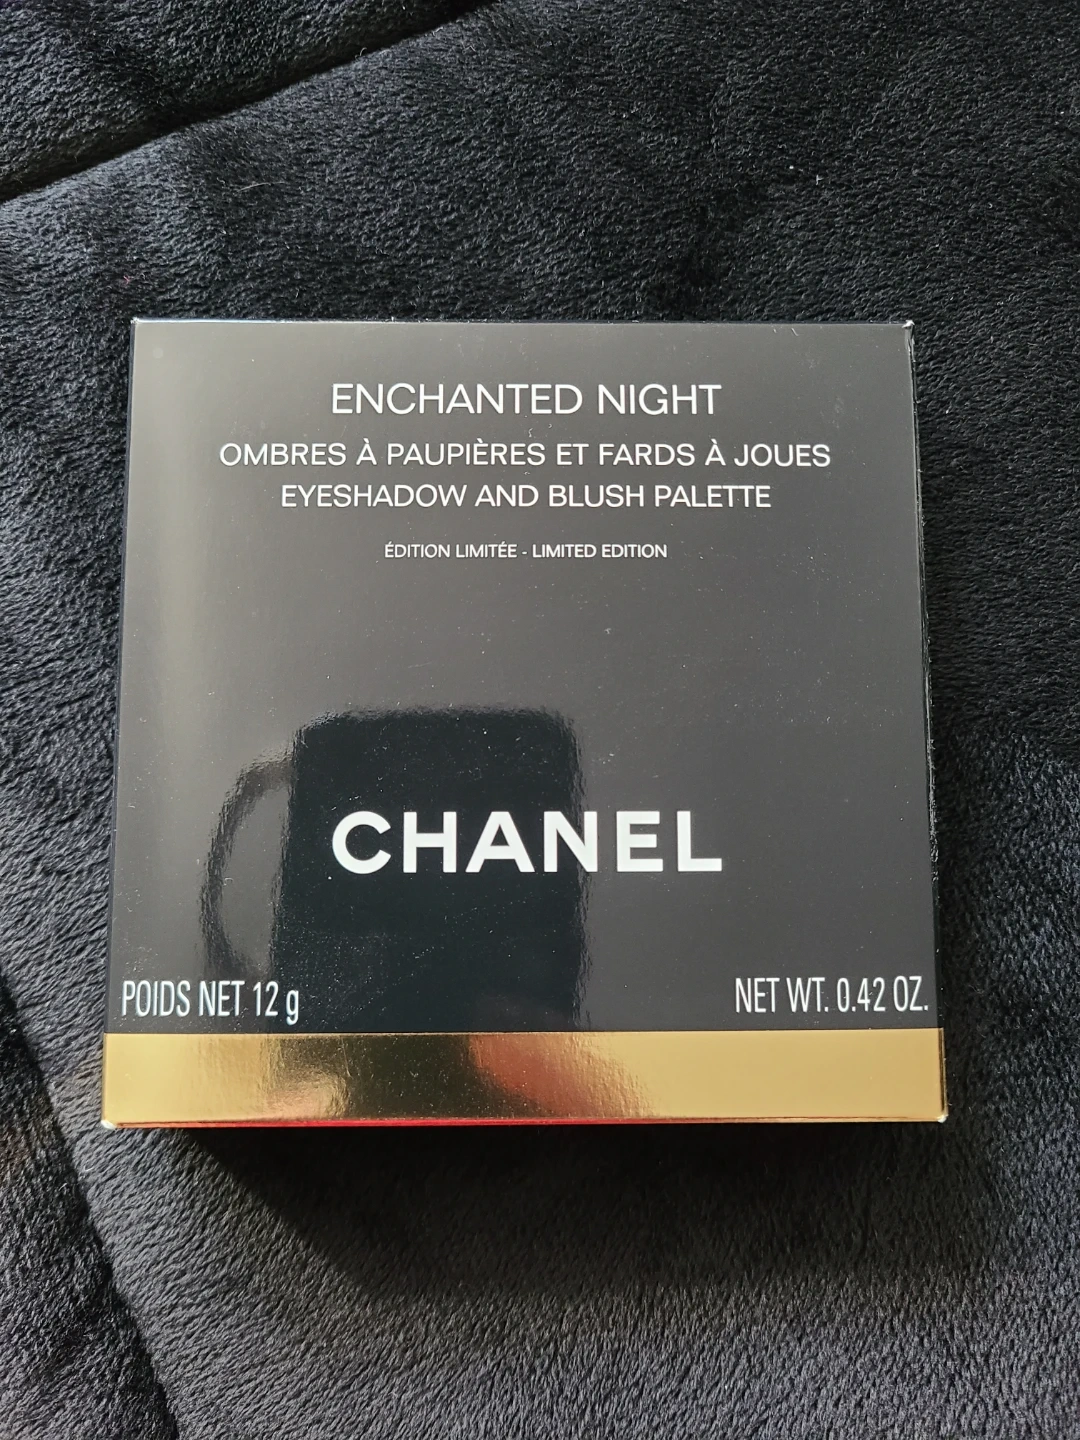 ENCHANTED NIGHT
OMBRES À PAUPIÈRES ET FARDS À JOUES
EYESHADOW AND BLUSH PALETTE
ÉDITION LIMITÉE - LIMITED EDITION
CHANEL
POIDS NET 12 g NET WT. 0.42 OZ.